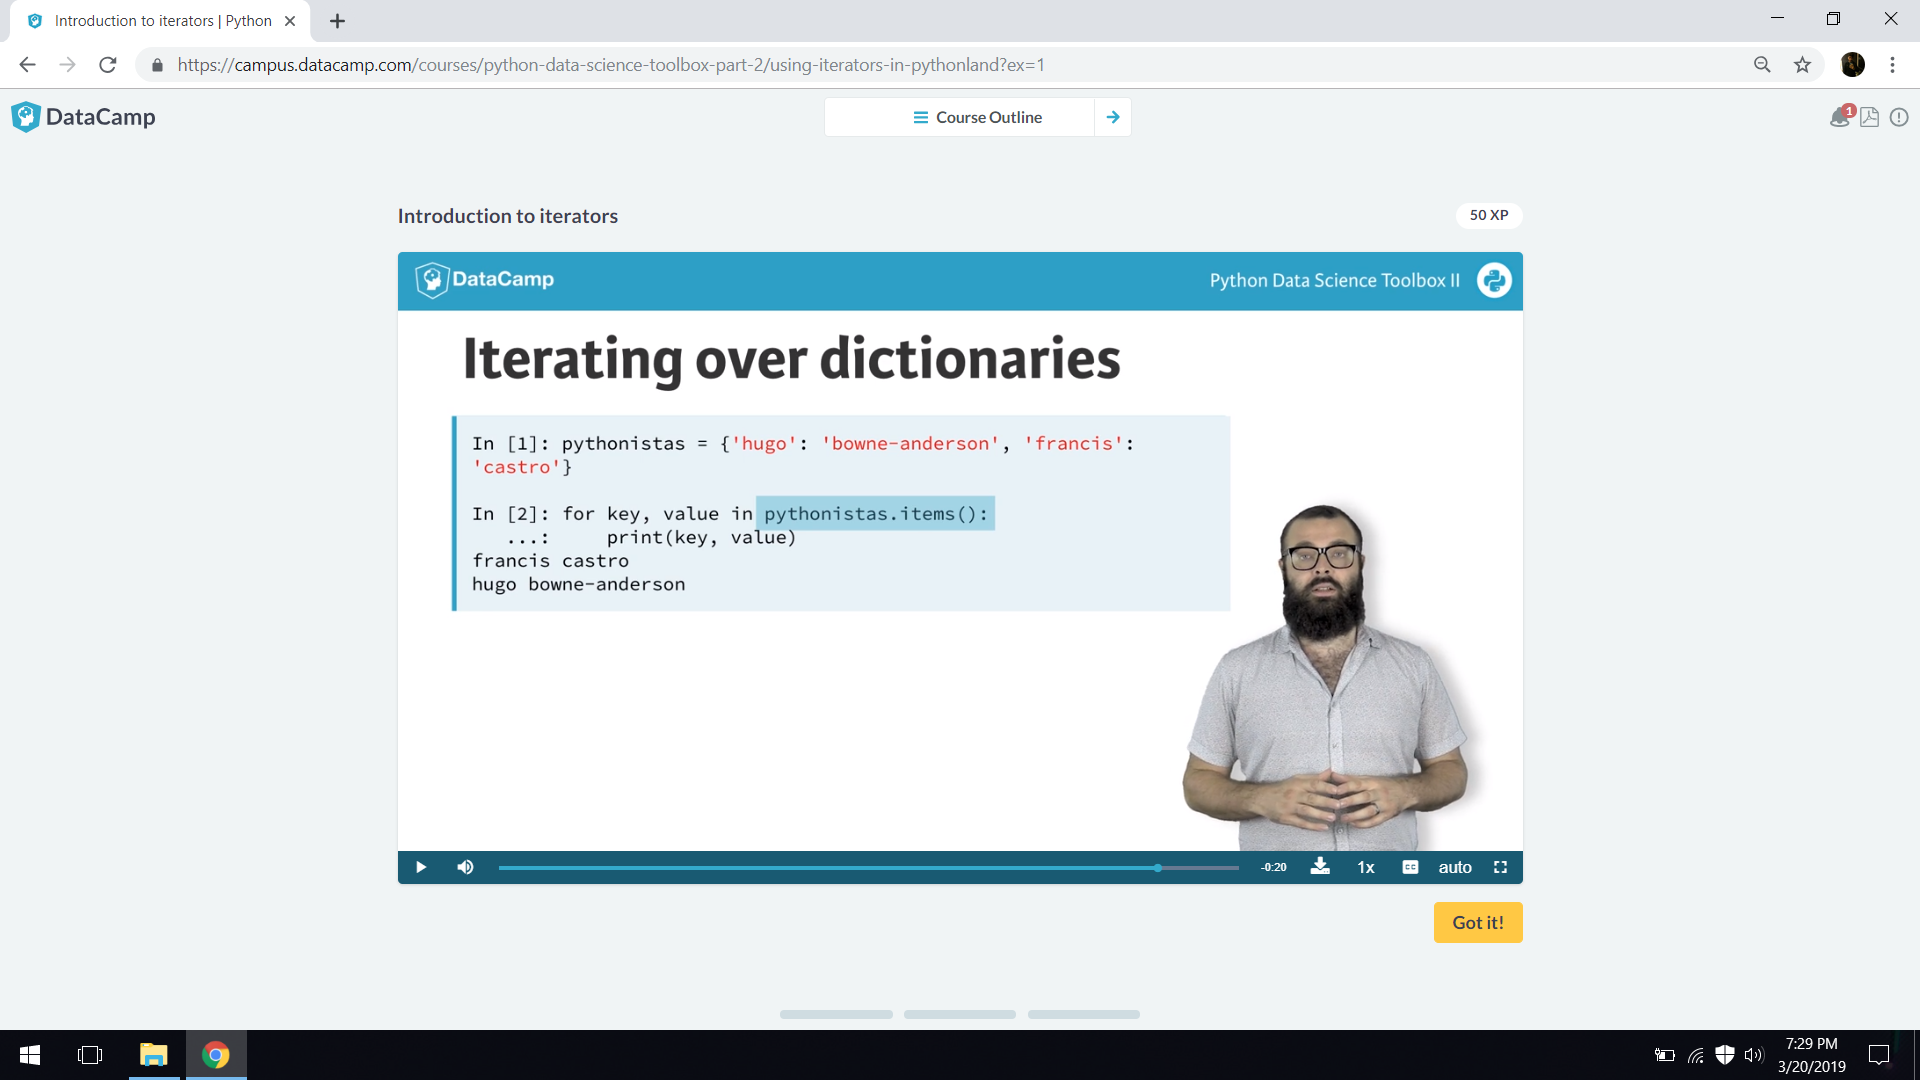 Introduction to iterators | Python
https://campus.datacamp.com/courses/python-data-science-toolbox-part-2/using-iterators-in-pythonland?ex=1
DataCamp
Course Outline
1
Introduction to iterators
50 XP
DataCamp
Python Data Science Toolbox II
Iterating over dictionaries
In [1]: pythonistas = {'hugo': 'bowne-anderson', 'francis':
'castro'}
In [2]: for key, value in pythonistas.items():
...: print(key, value)
francis castro
hugo bowne-anderson
-0:20
1x
cc
auto
Got it!
7:29 PM
3/20/2019